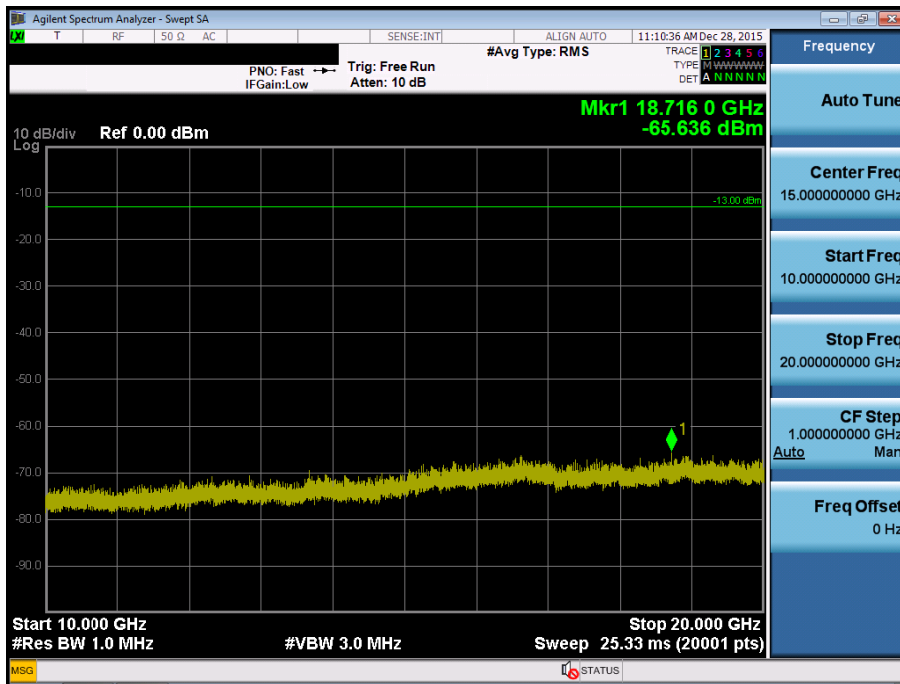 Agilent Spectrum Analyzer - Swept SA
LXI T RF 50 Ω AC SENSE:INT ALIGN AUTO 11:10:36 AM Dec 28, 2015
#Avg Type: RMS
TRACE 1 2 3 4 5 6
PNO: Fast Trig: Free Run
TYPE M WWWWW
IFGain:Low Atten: 10 dB
DET A N N N N N
Mkr1 18.716 0 GHz
-65.636 dBm
10 dB/div Ref 0.00 dBm
Log
-10.0
-13.00 dBm
-20.0
-30.0
-40.0
-50.0
-60.0
1
-70.0
-80.0
-90.0
Start 10.000 GHz Stop 20.000 GHz
#Res BW 1.0 MHz #VBW 3.0 MHz Sweep 25.33 ms (20001 pts)
MSG STATUS
Frequency
Auto Tune
Center Freq
15.000000000 GHz
Start Freq
10.000000000 GHz
Stop Freq
20.000000000 GHz
CF Step
1.000000000 GHz
Auto Man
Freq Offset
0 Hz